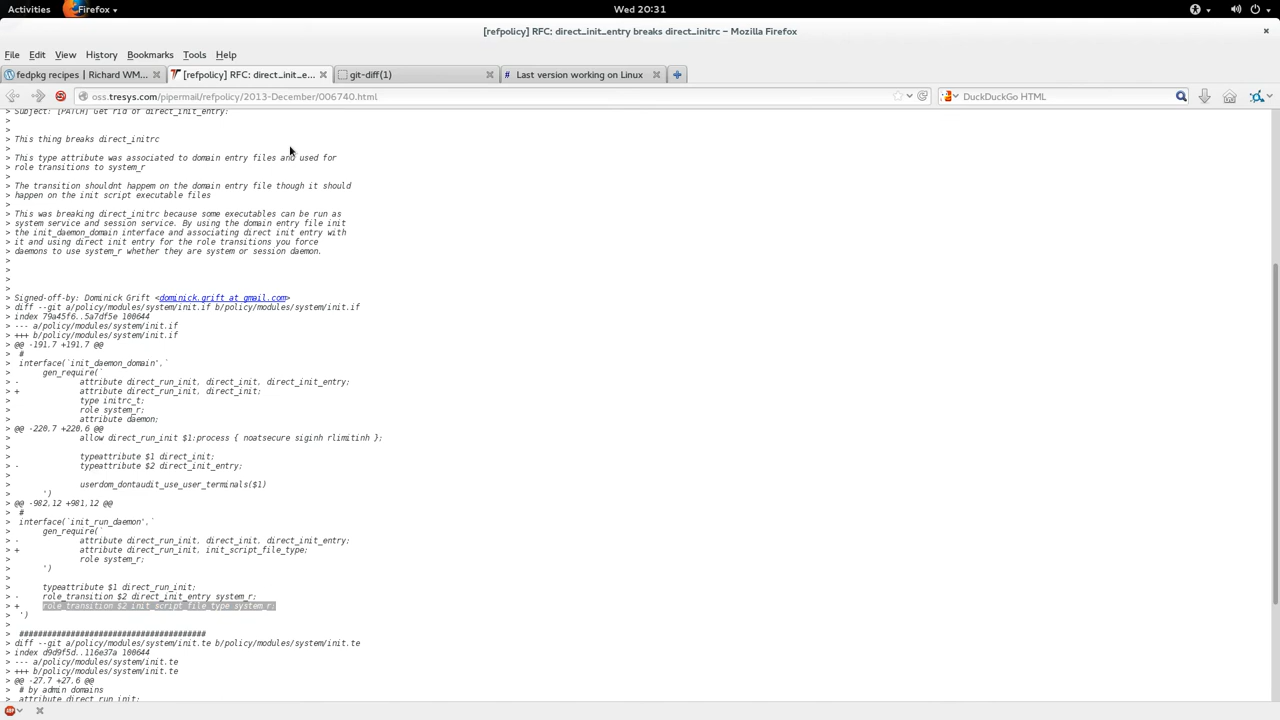 Activities Firefox Wed 20:31
[refpolicy] RFC: direct_init_entry breaks direct_initrc – Mozilla Firefox ×
File Edit View History Bookmarks Tools Help
fedpkg recipes | Richard WM... × [refpolicy] RFC: direct_init_e... × git-diff(1) × # Last version working on Linux ×
oss.tresys.com/pipermail/refpolicy/2013-December/006740.html DuckDuckGo HTML
> Subject: [PATCH] Get rid of direct_init_entry:
>
>
> This thing breaks direct_initrc
>
> This type attribute was associated to domain entry files and used for
> role transitions to system_r
>
> The transition shouldnt happem on the domain entry file though it should
> happen on the init script executable files
>
> This was breaking direct_initrc because some executables can be run as
> system service and session service. By using the domain entry file init
> the init_daemon_domain interface and associating direct init entry with
> it and using direct init entry for the role transitions you force
> daemons to use system_r whether they are system or session daemon.
>
>
>
>
> Signed-off-by: Dominick Grift <dominick.grift at gmail.com>
> diff --git a/policy/modules/system/init.if b/policy/modules/system/init.if
> index 79a45f6..5a7df5e 100644
> --- a/policy/modules/system/init.if
> +++ b/policy/modules/system/init.if
> @@ -191,7 +191,7 @@
>  #
>  interface(`init_daemon_domain',`
>       gen_require(`
> -             attribute direct_run_init, direct_init, direct_init_entry;
> +             attribute direct_run_init, direct_init;
>               type initrc_t;
>               role system_r;
>               attribute daemon;
> @@ -220,7 +220,6 @@
>               allow direct_run_init $1:process { noatsecure siginh rlimitinh };
>
>               typeattribute $1 direct_init;
> -             typeattribute $2 direct_init_entry;
>
>               userdom_dontaudit_use_user_terminals($1)
>       ')
> @@ -982,12 +981,12 @@
>  #
>  interface(`init_run_daemon',`
>       gen_require(`
> -             attribute direct_run_init, direct_init, direct_init_entry;
> +             attribute direct_run_init, init_script_file_type;
>               role system_r;
>       ')
>
>       typeattribute $1 direct_run_init;
> -     role_transition $2 direct_init_entry system_r;
> +     role_transition $2 init_script_file_type system_r;
>  ')
>
>  ########################################
> diff --git a/policy/modules/system/init.te b/policy/modules/system/init.te
> index d9d9f5d..116e37a 100644
> --- a/policy/modules/system/init.te
> +++ b/policy/modules/system/init.te
> @@ -27,7 +27,6 @@
>  # by admin domains
>  attribute direct_run_init;